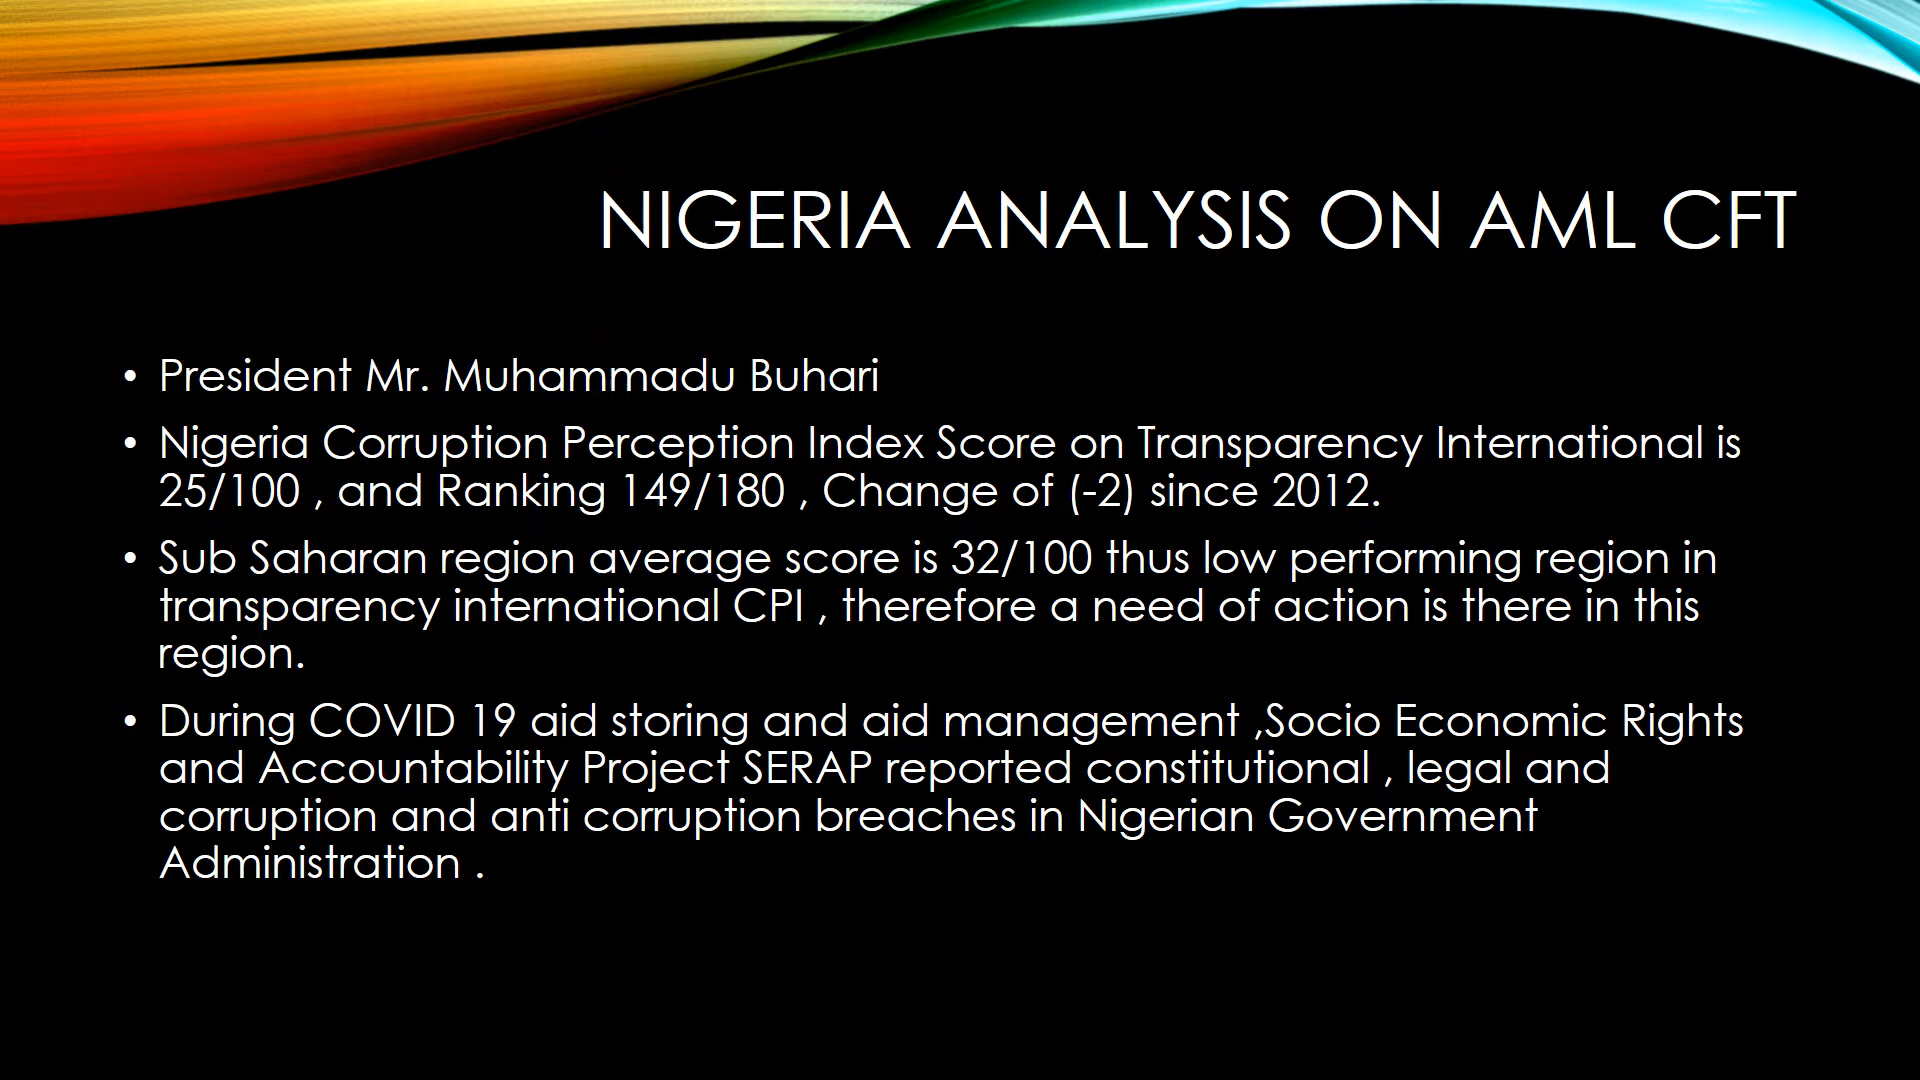 NIGERIA ANALYSIS ON AML CFT
• President Mr. Muhammadu Buhari
• Nigeria Corruption Perception Index Score on Transparency International is
25/100 , and Ranking 149/180 , Change of (-2) since 2012.
• Sub Saharan region average score is 32/100 thus low performing region in
transparency international CPI , therefore a need of action is there in this
region.
• During COVID 19 aid storing and aid management ,Socio Economic Rights
and Accountability Project SERAP reported constitutional , legal and
corruption and anti corruption breaches in Nigerian Government
Administration .